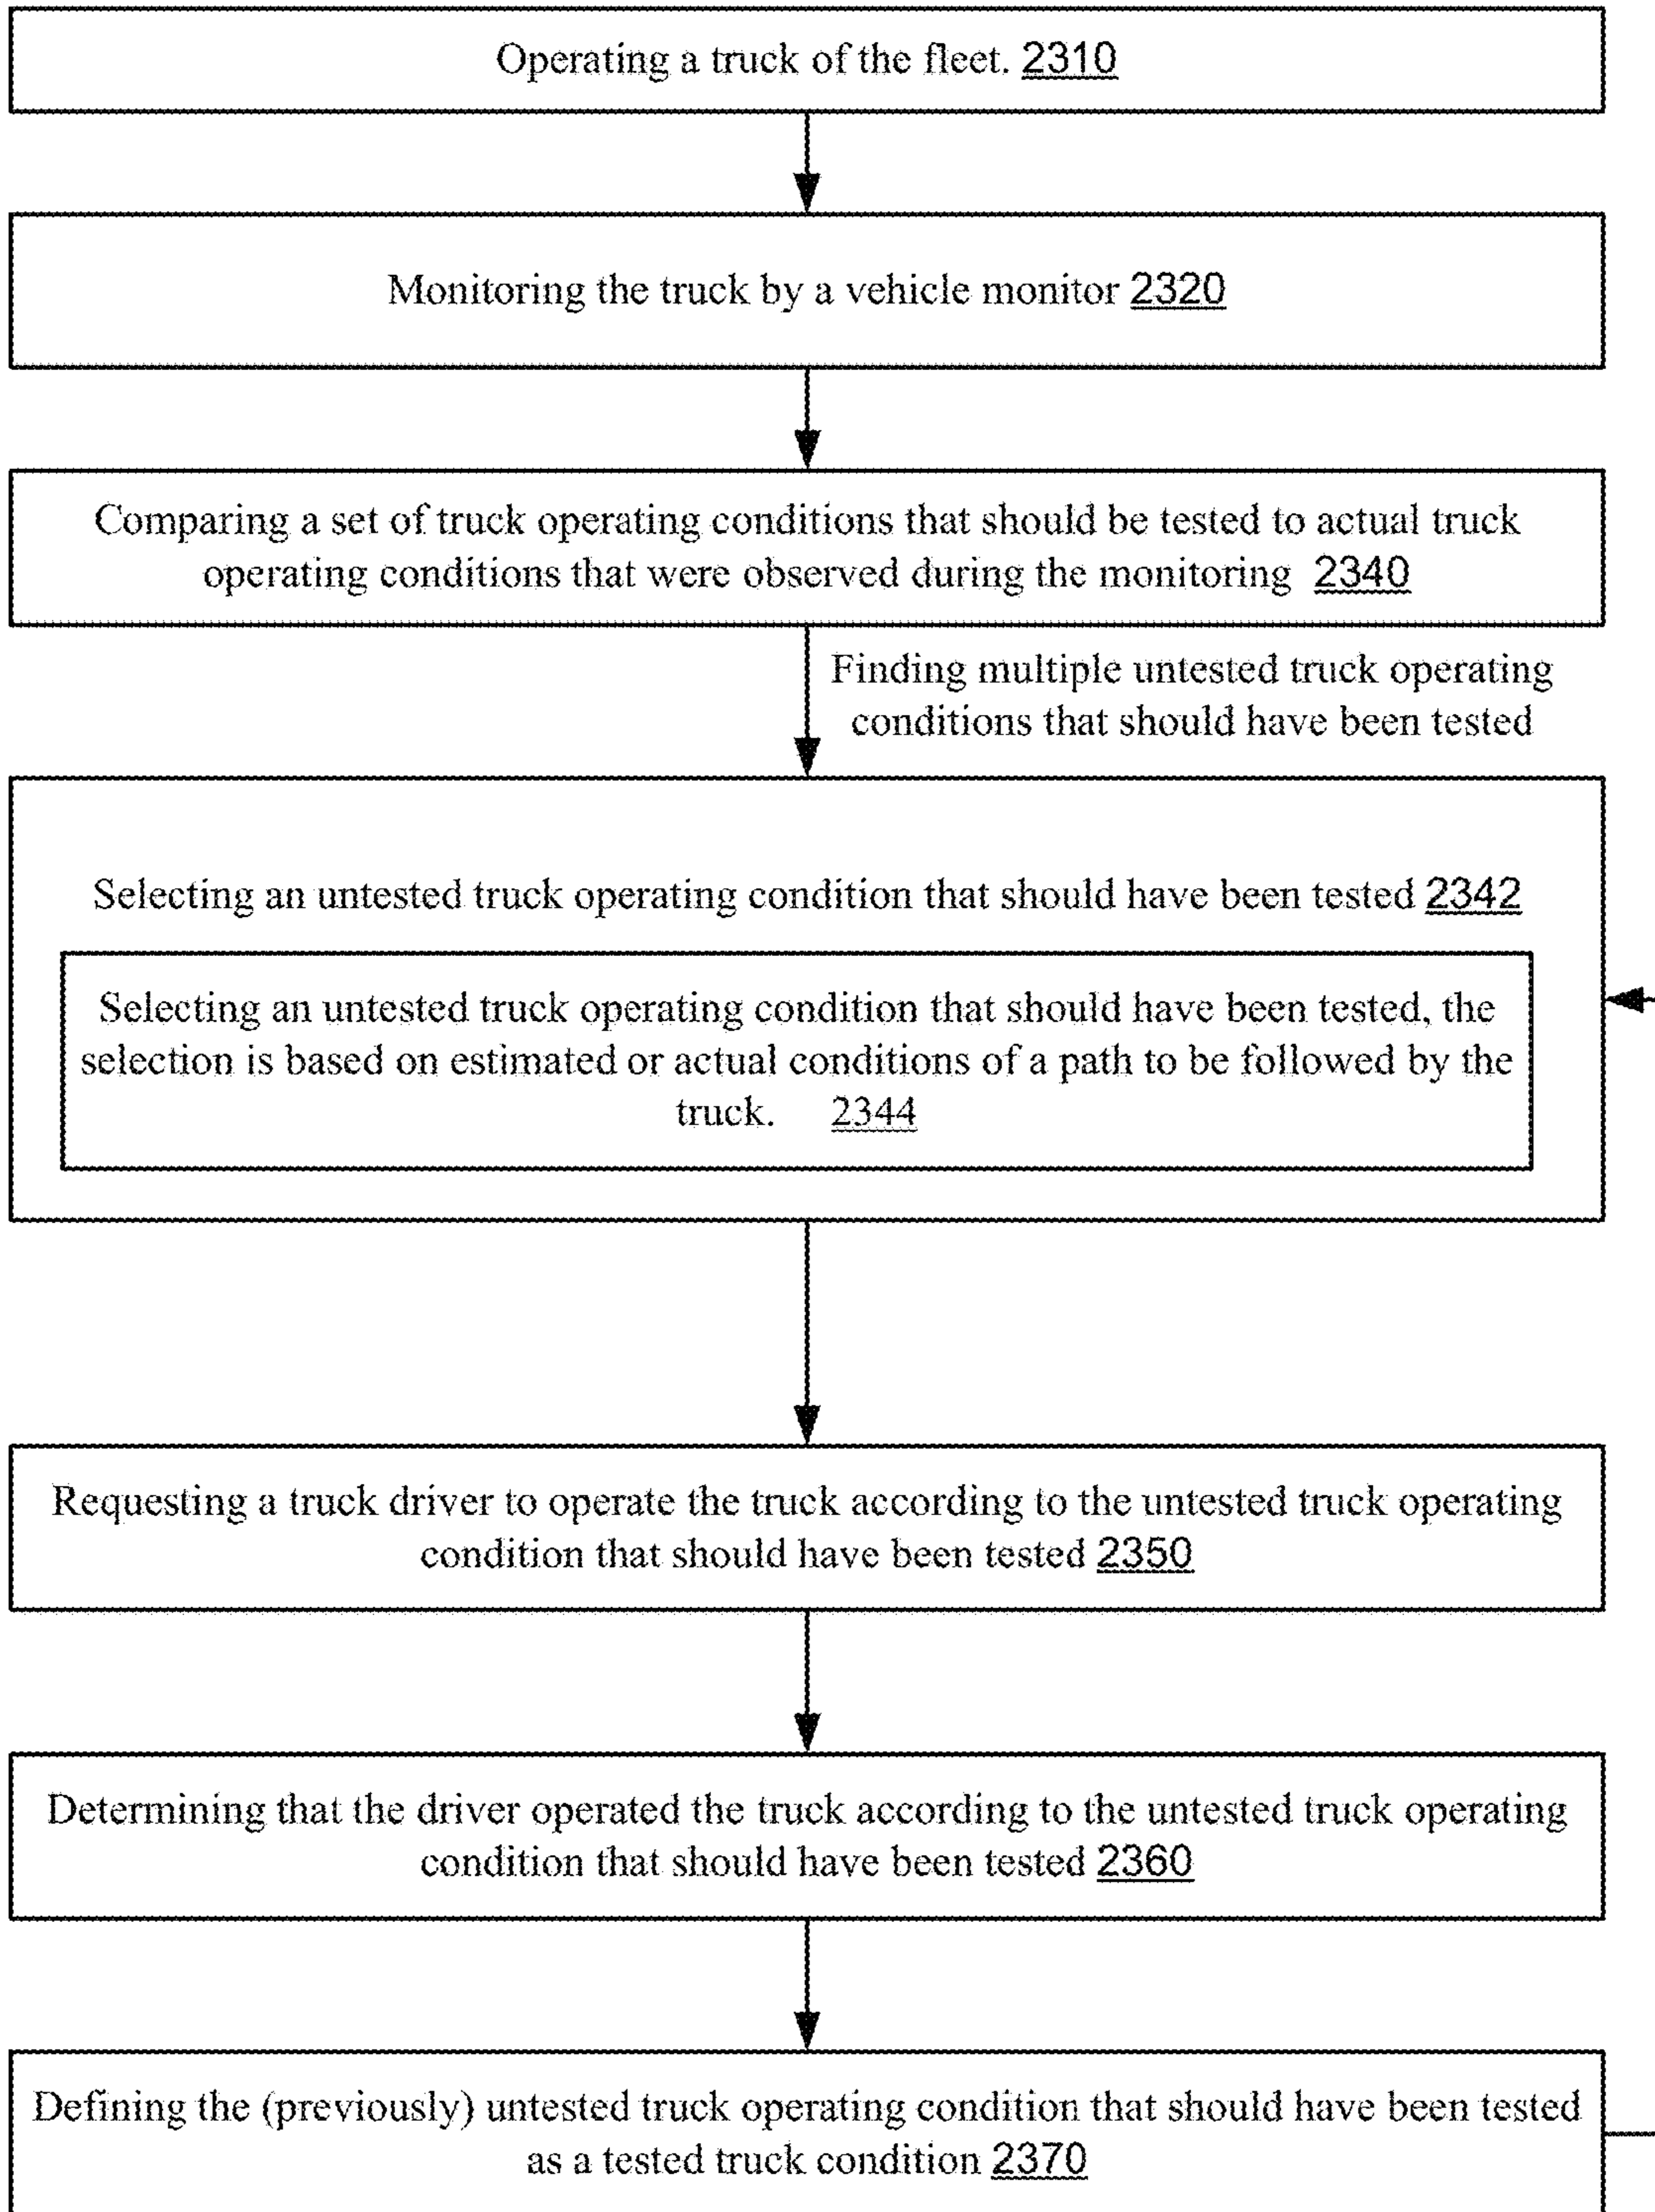 Operating a truck of the fleet. 2310
Monitoring the truck by a vehicle monitor 2320
Comparing a set of truck operating conditions that should be tested to actual truck
operating conditions that were observed during the monitoring 2340
Finding multiple untested truck operating
conditions that should have been tested
Selecting an untested truck operating condition that should have been tested 2342
Selecting an untested truck operating condition that should have been tested, the
selection is based on estimated or actual conditions of a path to be followed by the
truck. 2344
Requesting a truck driver to operate the truck according to the untested truck operating
condition that should have been tested 2350
Determining that the driver operated the truck according to the untested truck operating
condition that should have been tested 2360
Defining the (previously) untested truck operating condition that should have been tested
as a tested truck condition 2370